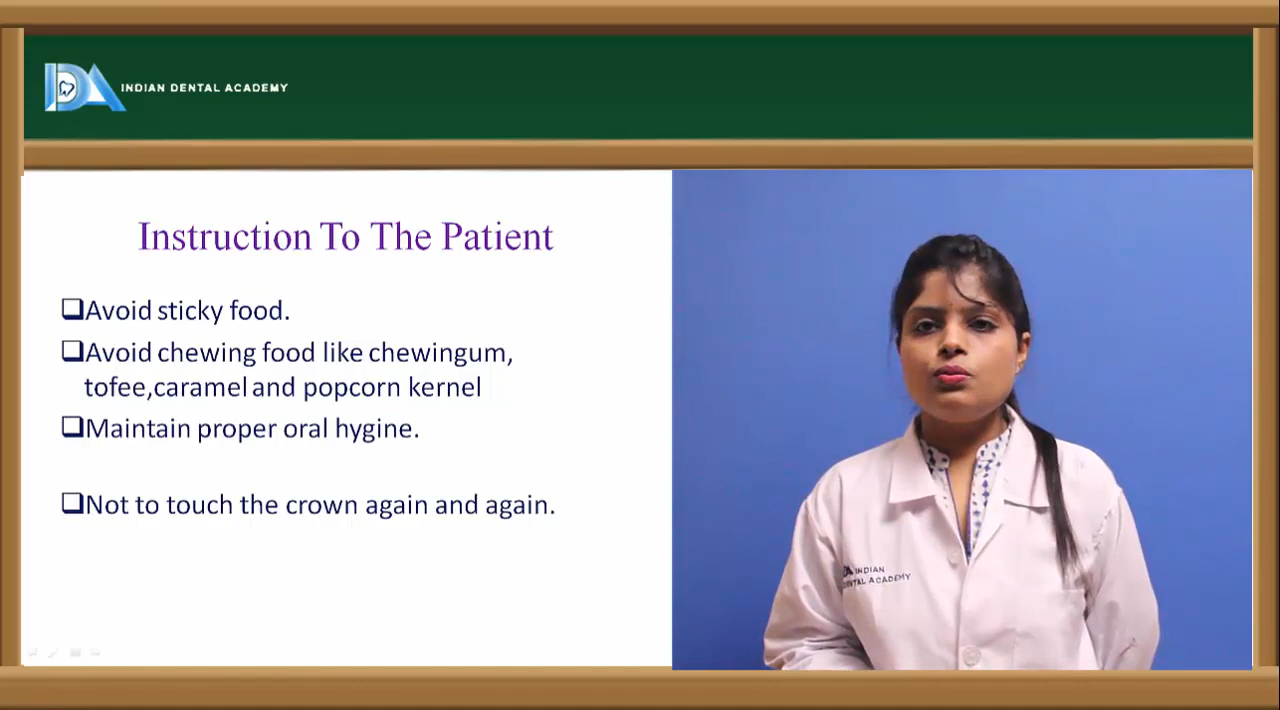 INDIAN DENTAL ACADEMY
Instruction To The Patient
❑Avoid sticky food.
❑Avoid chewing food like chewingum,
tofee,caramel and popcorn kernel
❑Maintain proper oral hygine.
❑Not to touch the crown again and again.
INDIAN
DENTAL ACADEMY